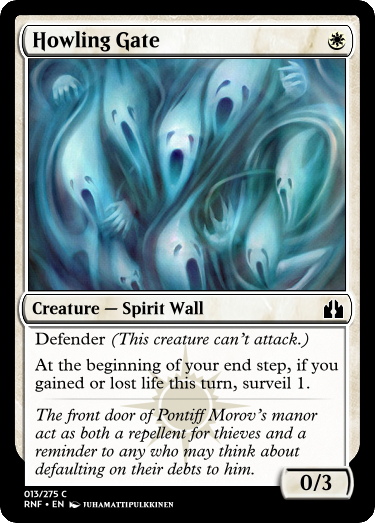 Howling Gate
Creature — Spirit Wall
Defender (This creature can't attack.)
At the beginning of your end step, if you
gained or lost life this turn, surveil 1.
The front door of Pontiff Morov's manor
act as both a repellent for thieves and a
reminder to any who may think about
defaulting on their debts to him.
0/3
013/275 C
RNF • EN JUHAMATTIPULKKINEN